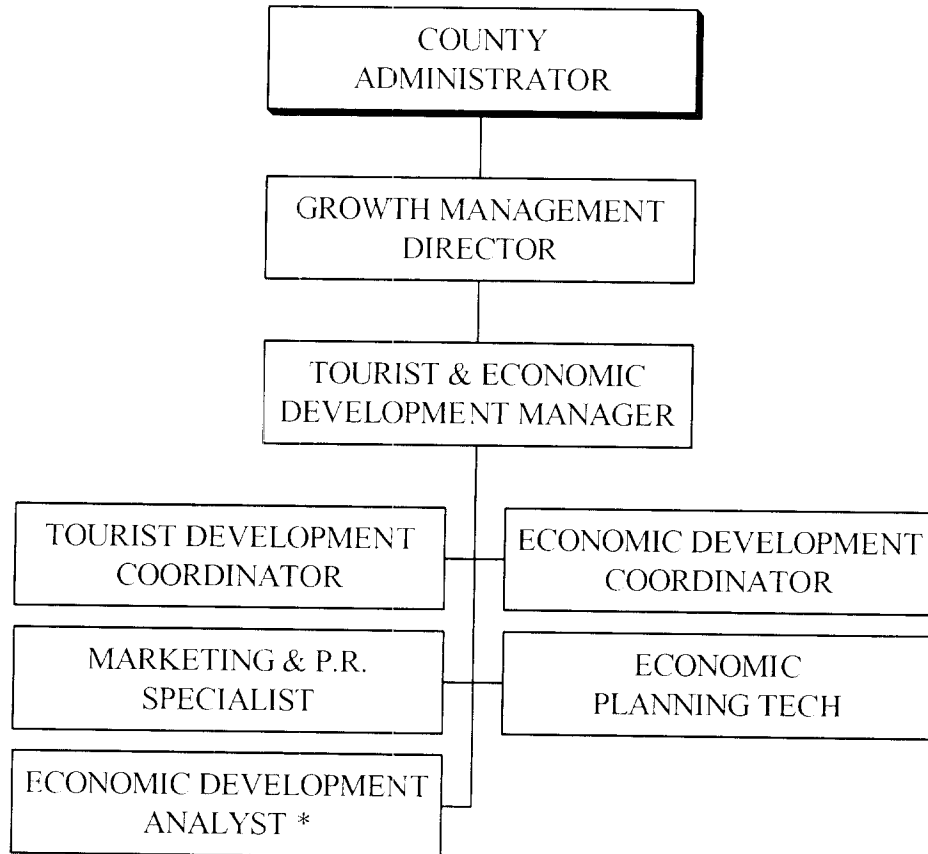 COUNTY
ADMINISTRATOR
GROWTH MANAGEMENT
DIRECTOR
TOURIST & ECONOMIC
DEVELOPMENT MANAGER
TOURIST DEVELOPMENT
COORDINATOR
ECONOMIC DEVELOPMENT
COORDINATOR
MARKETING & P.R.
SPECIALIST
ECONOMIC
PLANNING TECH
ECONOMIC DEVELOPMENT
ANALYST *